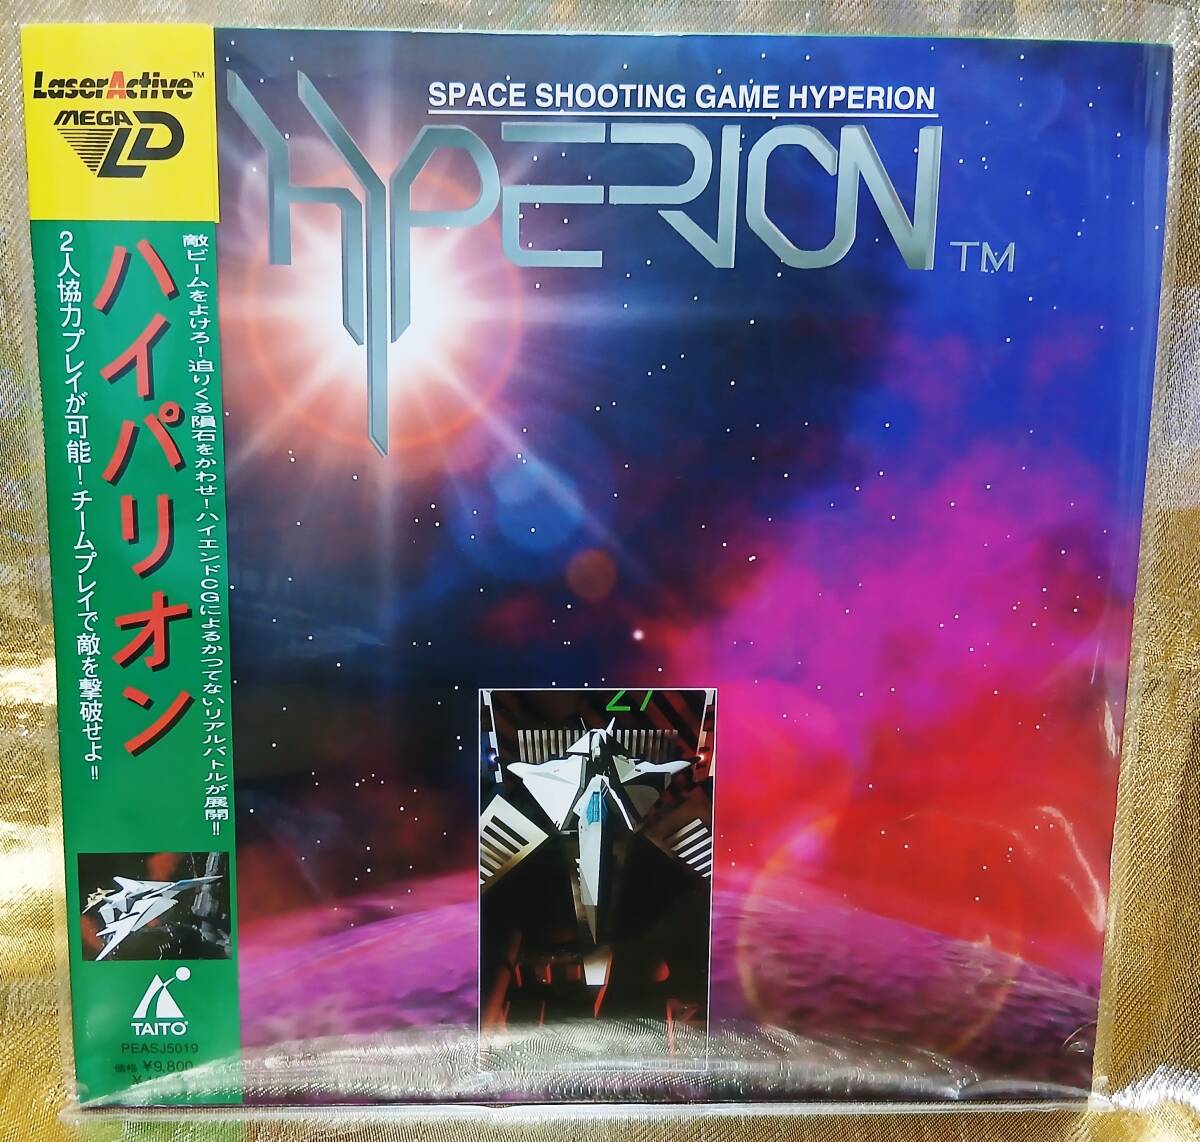 LaserActive™
MEGA
LD
敵ビームをよけろ!迫りくる隕石をかわせ!ハイエンドCGによるかつてないリアルバトルが展開!!
ハイパリオン
2人協力プレイが可能!チームプレイで敵を撃破せよ!!
TAITO®
PEASJ5019
価格 ¥9,800
SPACE SHOOTING GAME HYPERION
HYPERION™
27